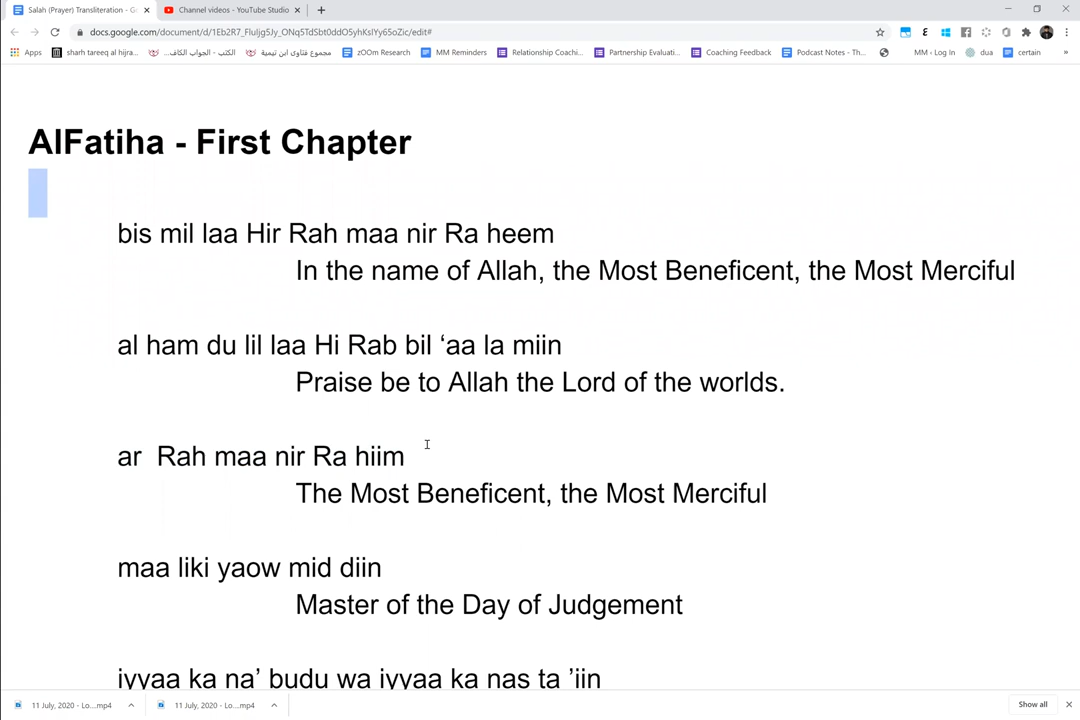 Salah (Prayer) Transliteration - G
Channel videos - YouTube Studio
docs.google.com/document/d/1Eb2R7_FluIjg5Jy_ONq5TdSbt0ddO5yhKsIYy65oZic/edit#
Apps
sharh tareeq al hijra...
الكتب - الجواب الكاف...
مجموع فتاوى ابن تيمية
zOOm Research
MM Reminders
Relationship Coachi...
Partnership Evaluati...
Coaching Feedback
Podcast Notes - Th...
MM - Log In
dua
certain
»
AlFatiha - First Chapter
bis mil laa Hir Rah maa nir Ra heem
In the name of Allah, the Most Beneficent, the Most Merciful
al ham du lil laa Hi Rab bil ‘aa la miin
Praise be to Allah the Lord of the worlds.
ar  Rah maa nir Ra hiim
The Most Beneficent, the Most Merciful
maa liki yaow mid diin
Master of the Day of Judgement
iyyaa ka na’ budu wa iyyaa ka nas ta ’iin
11 July, 2020 - Lo....mp4
11 July, 2020 - Lo....mp4
Show all